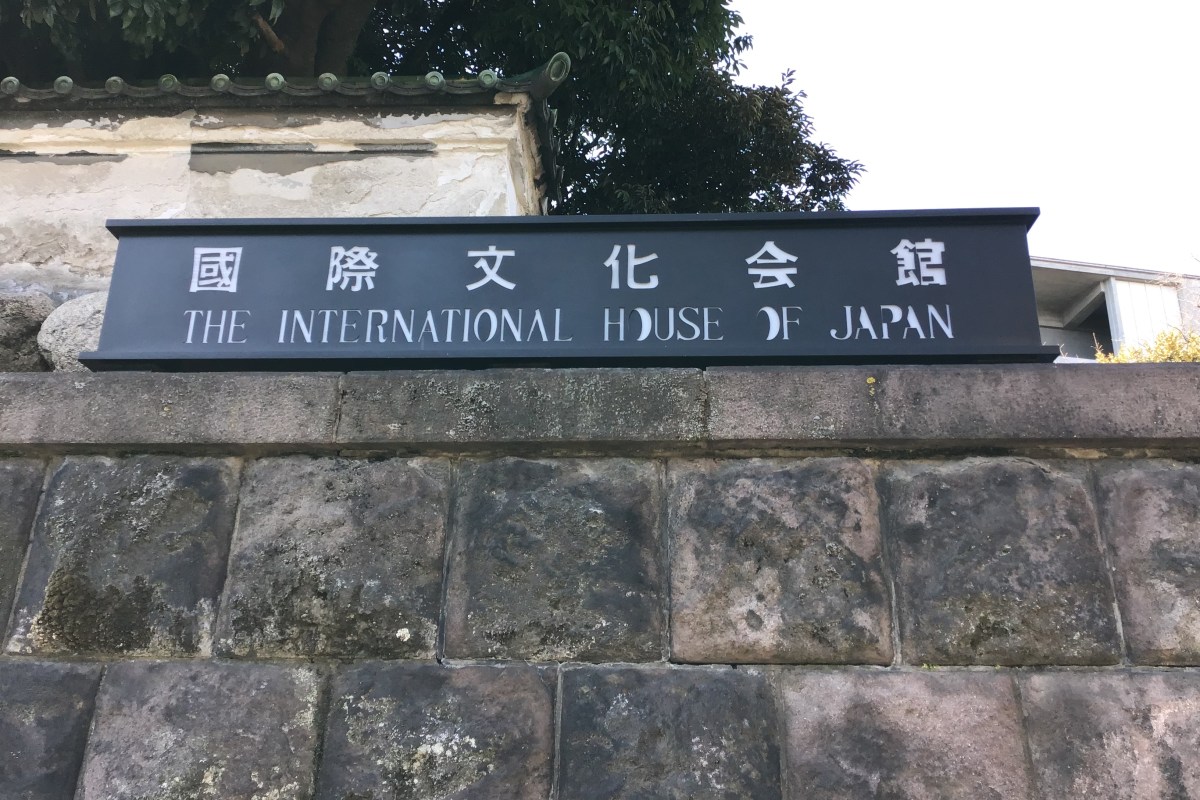 國際文化会館
THE INTERNATIONAL HOUSE OF JAPAN